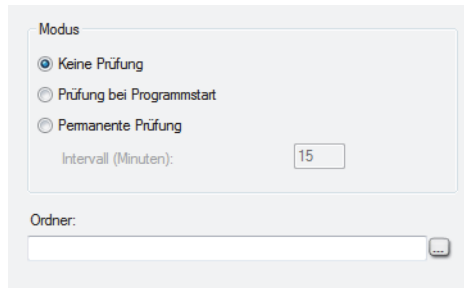 Modus
Keine Prüfung
Prüfung bei Programmstart
Permanente Prüfung
Intervall (Minuten): 15
Ordner:
...